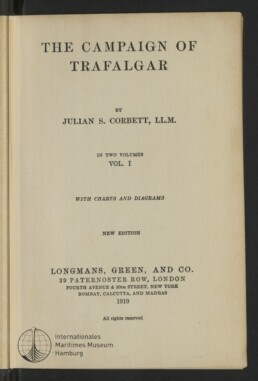 THE CAMPAIGN OF
TRAFALGAR
BY
JULIAN S. CORBETT, LL.M.
IN TWO VOLUMES
VOL. I
WITH CHARTS AND DIAGRAMS
NEW EDITION
LONGMANS, GREEN, AND CO.
39 PATERNOSTER ROW, LONDON
FOURTH AVENUE & 30TH STREET, NEW YORK
BOMBAY, CALCUTTA, AND MADRAS
1919
All rights reserved
Internationales
Maritimes Museum
Hamburg